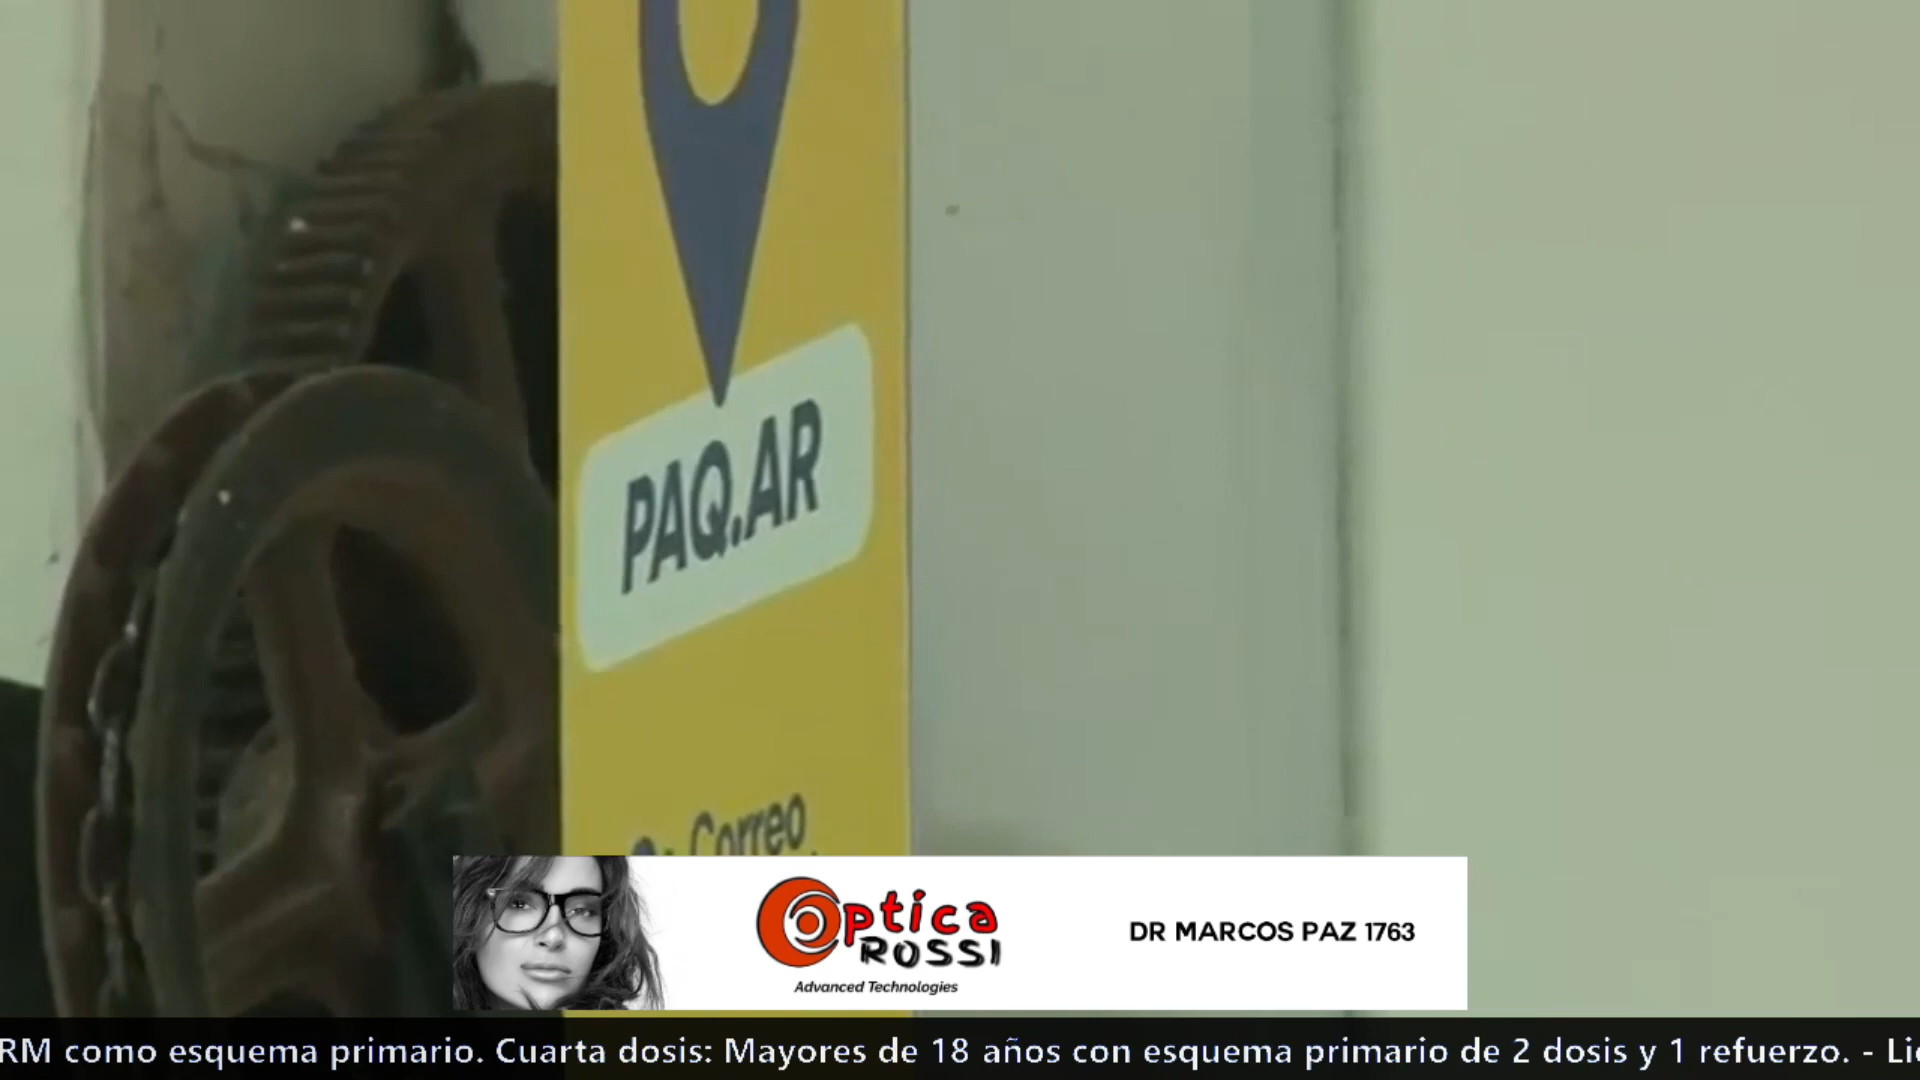 PAQ.AR
Correo
Optica
ROSSI
Advanced Technologies
DR MARCOS PAZ 1763
RM como esquema primario. Cuarta dosis: Mayores de 18 años con esquema primario de 2 dosis y 1 refuerzo. - Lic